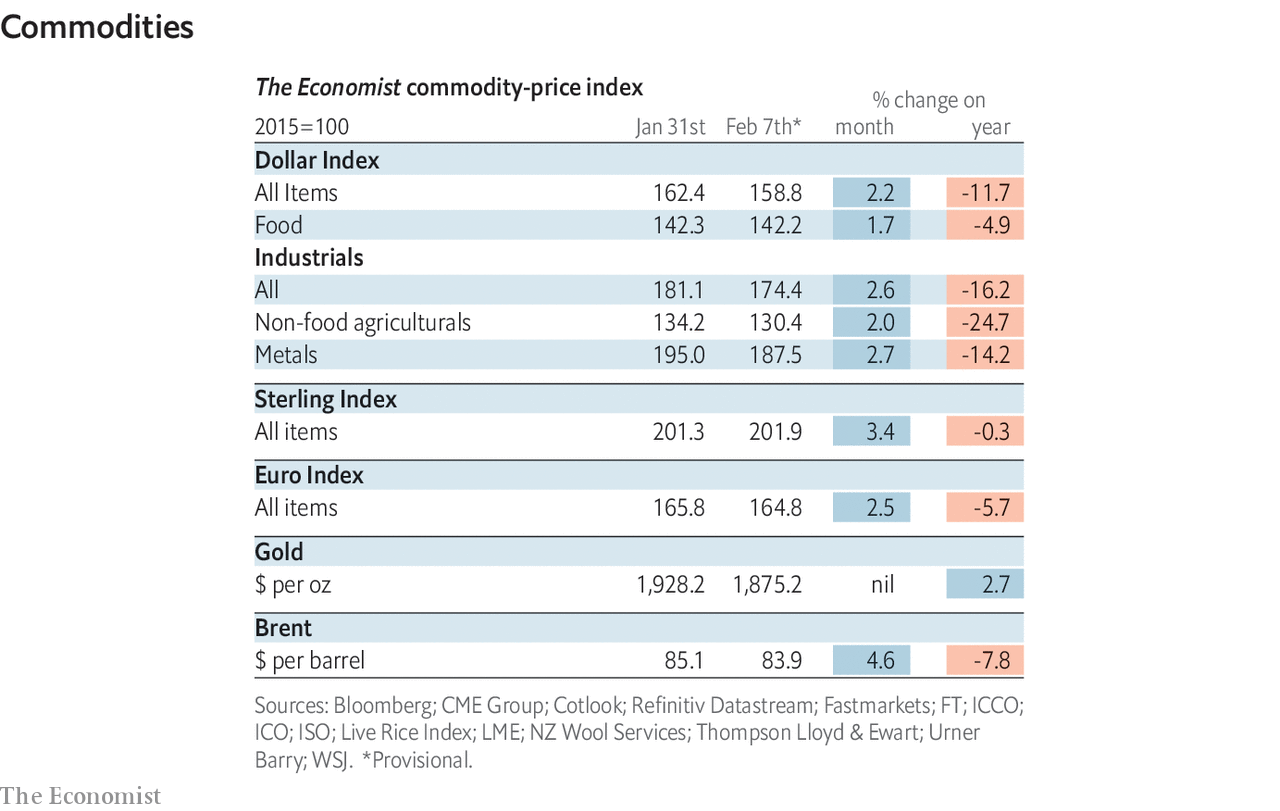 Commodities
The Economist commodity-price index
% change on
2015=100 Jan 31st Feb 7th* month year
Dollar Index
All Items 162.4 158.8 2.2 -11.7
Food 142.3 142.2 1.7 -4.9
Industrials
All 181.1 174.4 2.6 -16.2
Non-food agriculturals 134.2 130.4 2.0 -24.7
Metals 195.0 187.5 2.7 -14.2
Sterling Index
All items 201.3 201.9 3.4 -0.3
Euro Index
All items 165.8 164.8 2.5 -5.7
Gold
$ per oz 1,928.2 1,875.2 nil 2.7
Brent
$ per barrel 85.1 83.9 4.6 -7.8
Sources: Bloomberg; CME Group; Cotlook; Refinitiv Datastream; Fastmarkets; FT; ICCO;
ICO; ISO; Live Rice Index; LME; NZ Wool Services; Thompson Lloyd & Ewart; Urner
Barry; WSJ. *Provisional.
The Economist